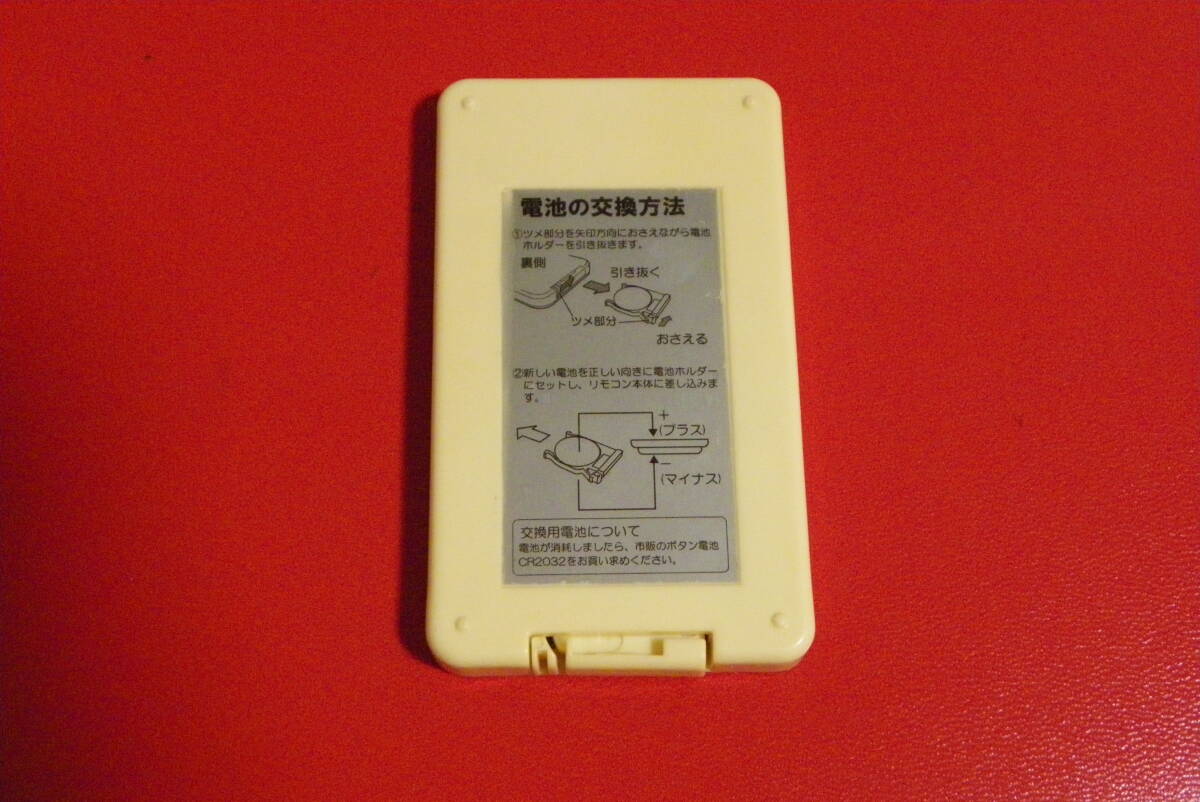 電池の交換方法
①ツメ部分を矢印方向におさえながら電池
ホルダーを引き抜きます。
裏側
引き抜く
ツメ部分
おさえる
②新しい電池を正しい向きに電池ホルダー
にセットし、リモコン本体に差し込みま
す。
+
(プラス)
−
(マイナス)
交換用電池について
電池が消耗しましたら、市販のボタン電池
CR2032をお買い求めください。